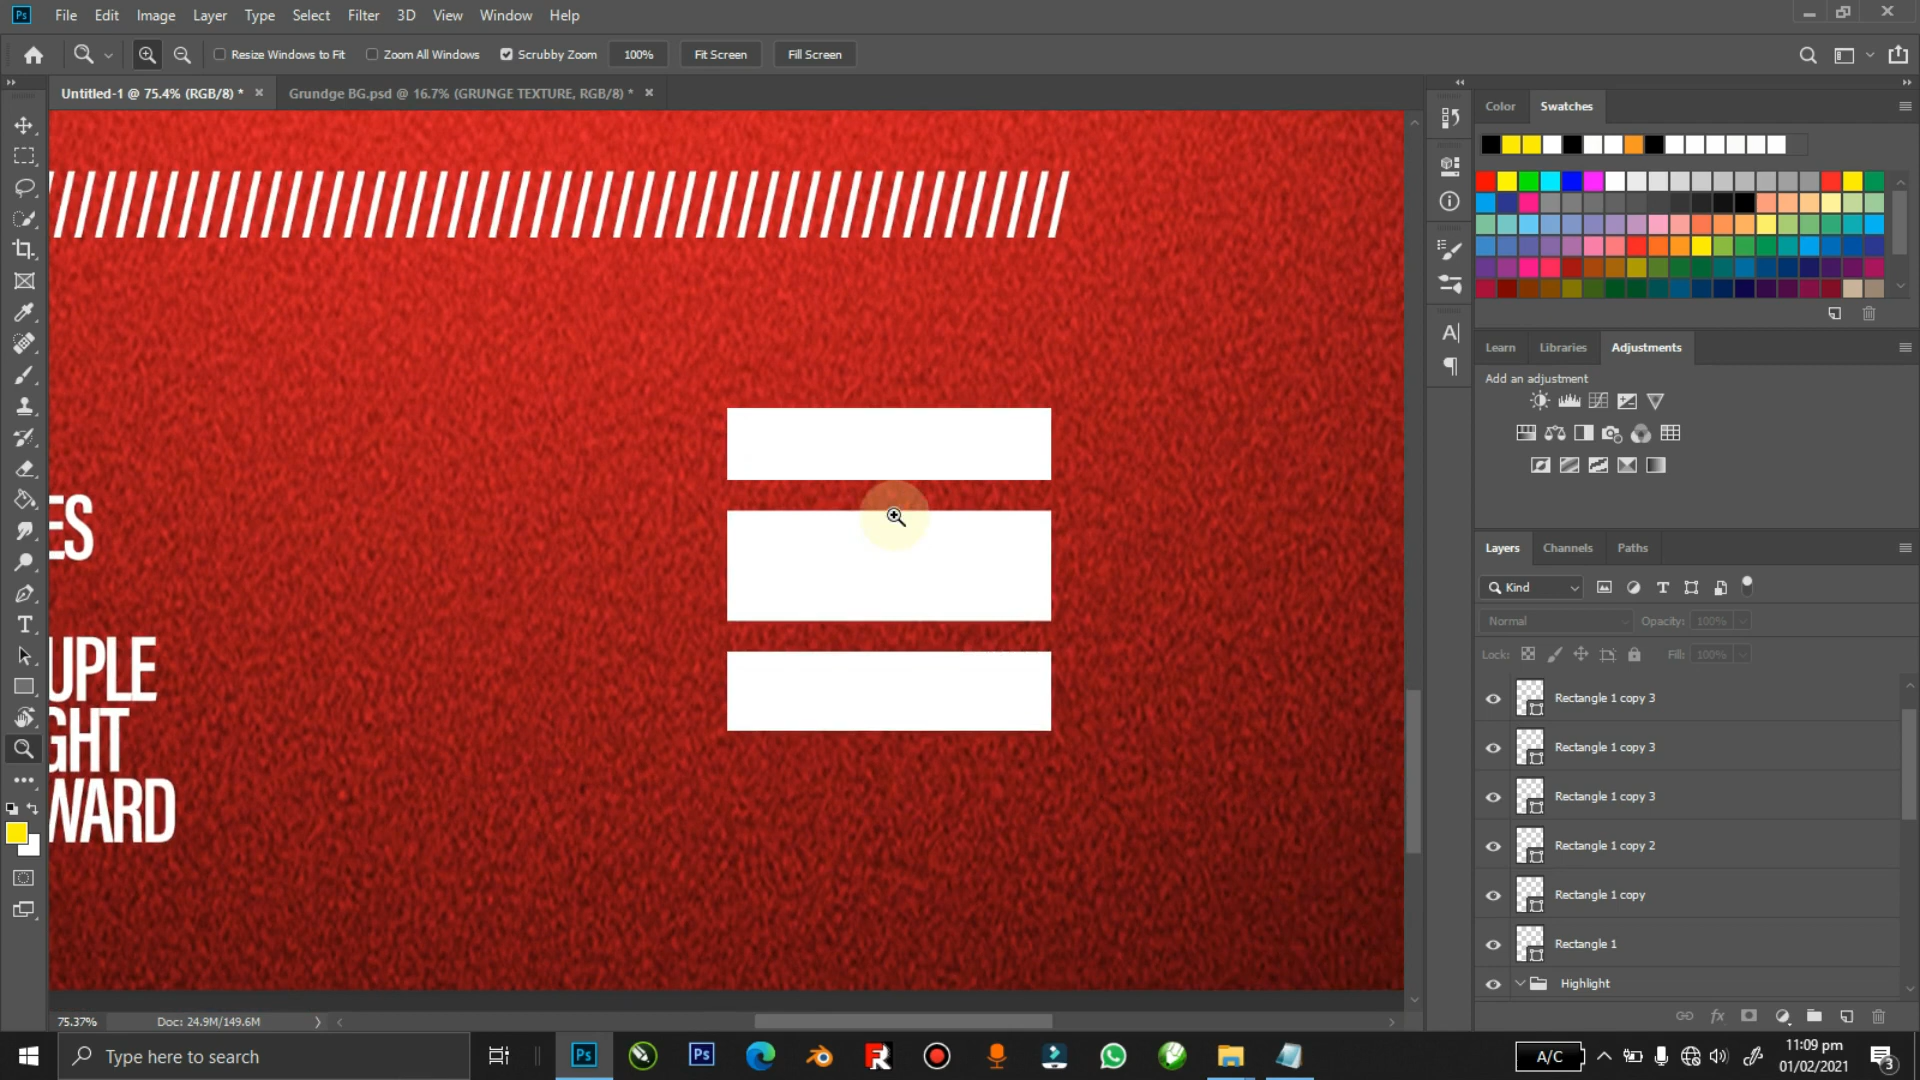 File Edit Image Layer Type Select Filter 3D View Window Help
Resize Windows to Fit Zoom All Windows Scrubby Zoom 100% Fit Screen Fill Screen
Untitled-1 @ 75.4% (RGB/8) * Grundge BG.psd @ 16.7% (GRUNGE TEXTURE, RGB/8) *
Color Swatches
Learn Libraries Adjustments
Add an adjustment
ES
UPLE
GHT
WARD
Layers Channels Paths
Kind
Normal Opacity: 100%
Lock: Fill: 100%
Rectangle 1 copy 3
Rectangle 1 copy 3
Rectangle 1 copy 3
Rectangle 1 copy 2
Rectangle 1 copy
Rectangle 1
Highlight
75.37% Doc: 24.9M/149.6M
Type here to search
A/C
11:09 pm
01/02/2021
3